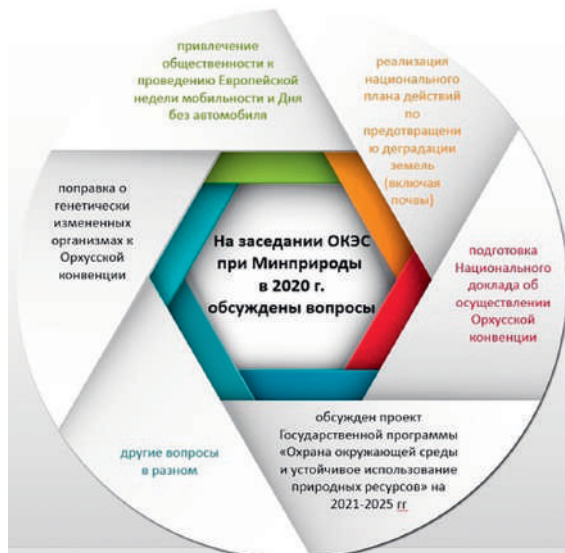 привлечение
общественности к
проведению Европейской
недели мобильности и Дня
без автомобиля
реализация
национального
плана действий
по
предотвращени
ю деградации
земель
(включая
почвы)
поправка о
генетически
измененных
организмах к
Орхусской
конвенции
На заседании ОКЭС
при Минприроды
в 2020 г.
обсуждены вопросы
подготовка
Национального
доклада об
осуществлении
Орхусской
конвенции
другие вопросы
в разном
обсужден проект
Государственной программы
«Охрана окружающей среды
и устойчивое использование
природных ресурсов» на
2021-2025 гг